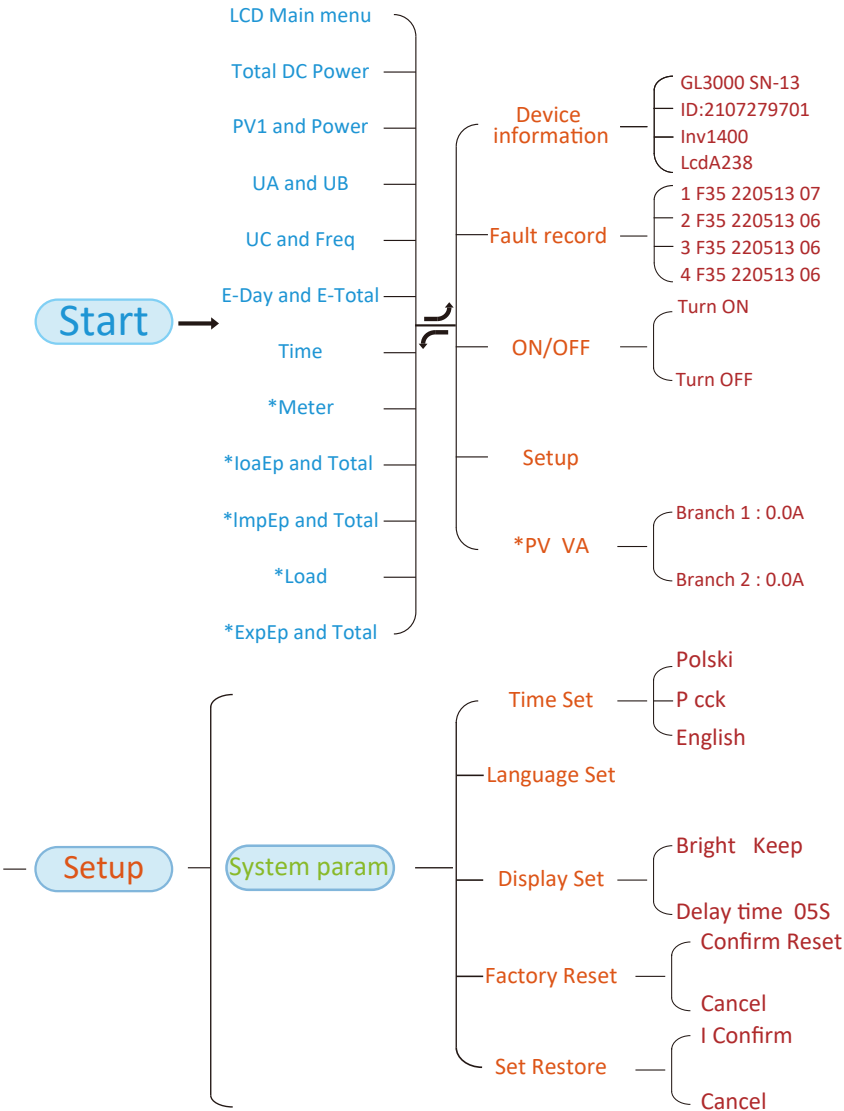 LCD Main menu
Total DC Power
PV1 and Power
UA and UB
UC and Freq
E-Day and E-Total
Start
Time
*Meter
*IoaEp and Total
*ImpEp and Total
*Load
*ExpEp and Total
Device
information
GL3000 SN-13
ID:2107279701
Inv1400
LcdA238
Fault record
1 F35 220513 07
2 F35 220513 06
3 F35 220513 06
4 F35 220513 06
ON/OFF
Turn ON
Turn OFF
Setup
*PV VA
Branch 1 : 0.0A
Branch 2 : 0.0A
Setup
System param
Time Set
Polski
P cck
English
Language Set
Display Set
Bright Keep
Delay time 05S
Factory Reset
Confirm Reset
Cancel
Set Restore
I Confirm
Cancel